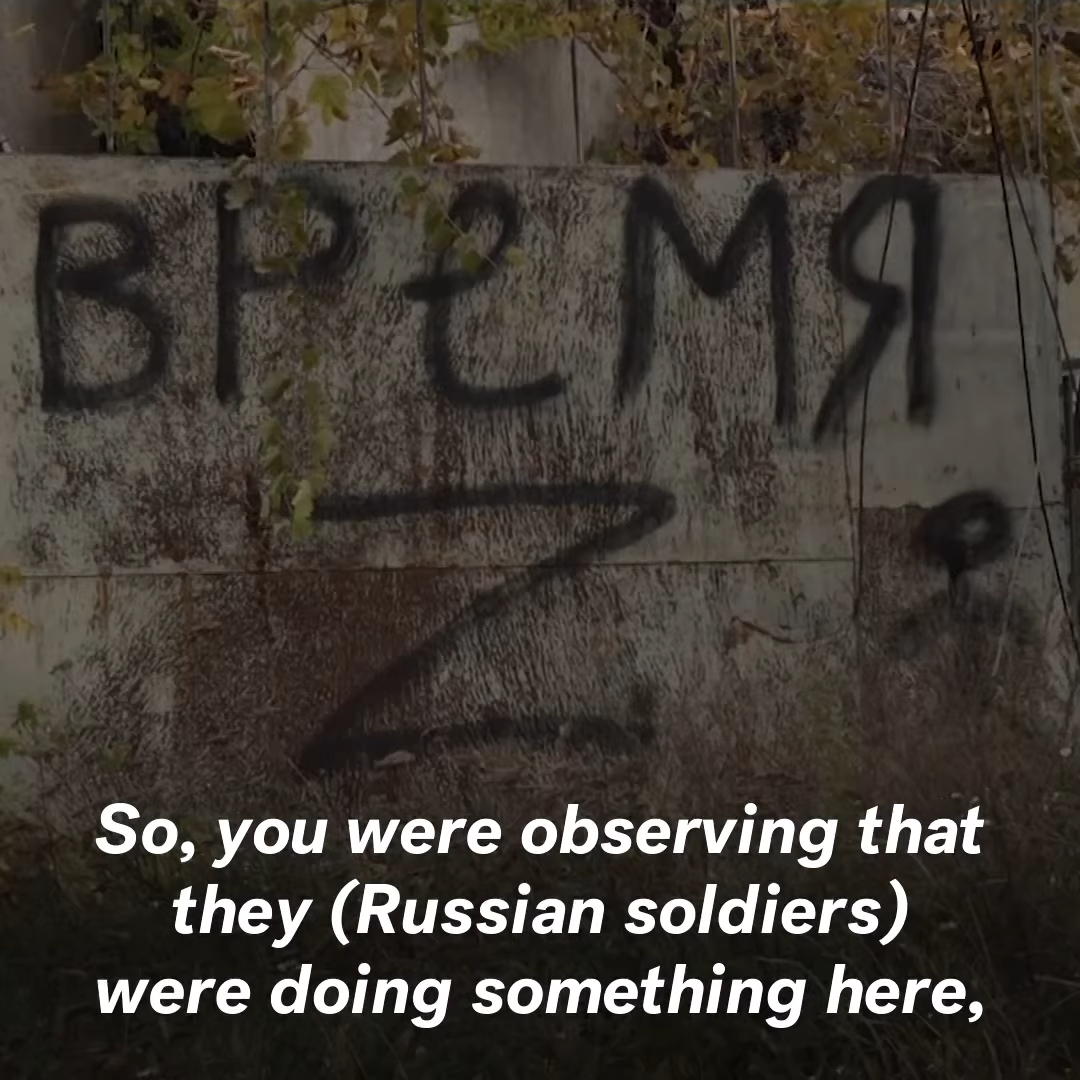 ВРЕМЯ
Z
So, you were observing that
they (Russian soldiers)
were doing something here,